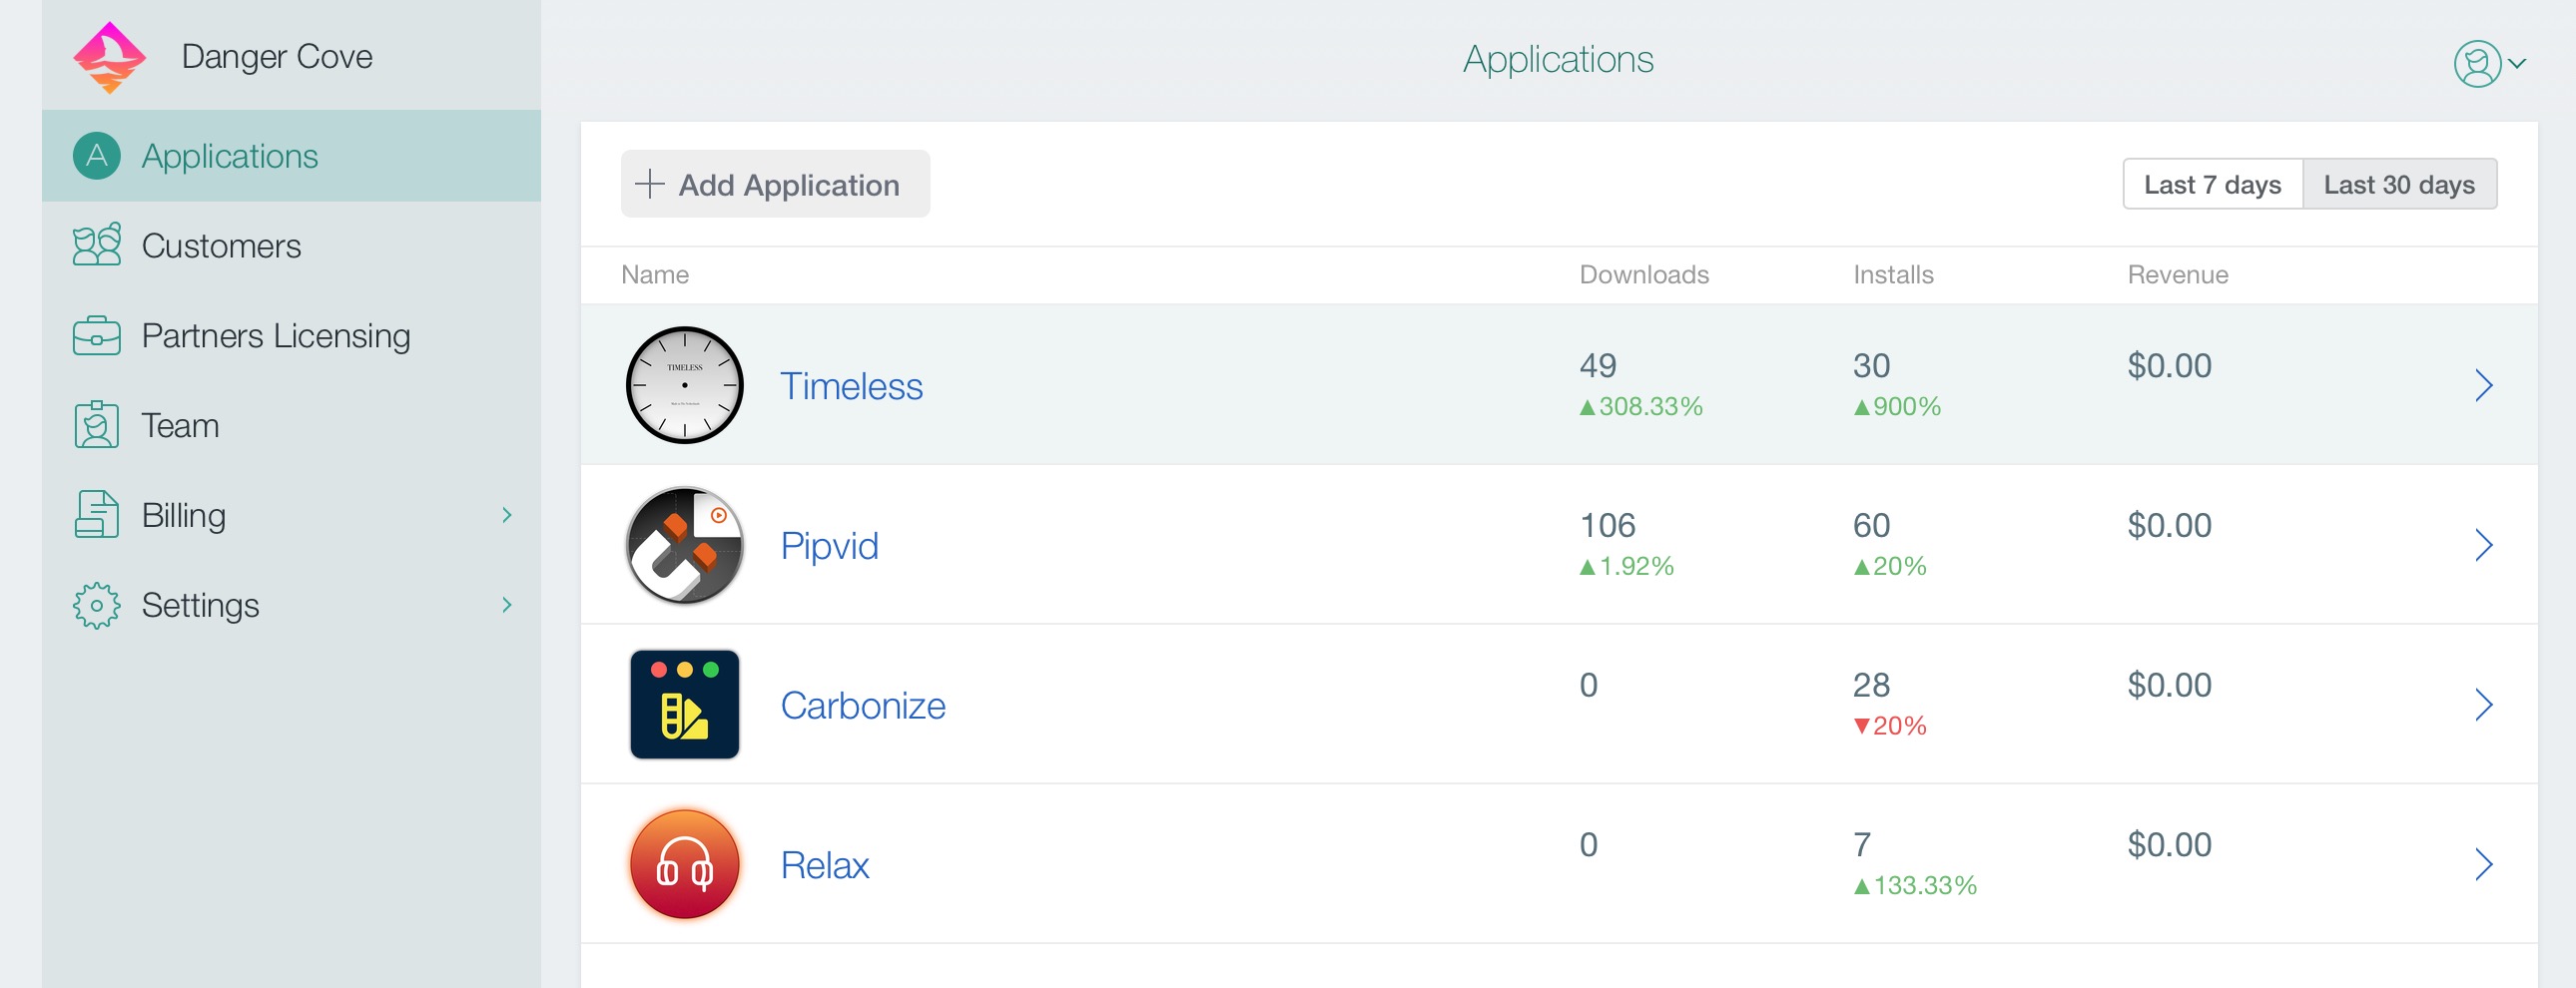 Danger Cove
Applications
A Applications
Customers
Partners Licensing
Team
Billing
Settings
+ Add Application
Last 7 days Last 30 days
Name Downloads Installs Revenue
TIMELESS
Timeless 49 30 $0.00
▲308.33% ▲900%
Pipvid 106 60 $0.00
▲1.92% ▲20%
Carbonize 0 28 $0.00
▼20%
Relax 0 7 $0.00
▲133.33%